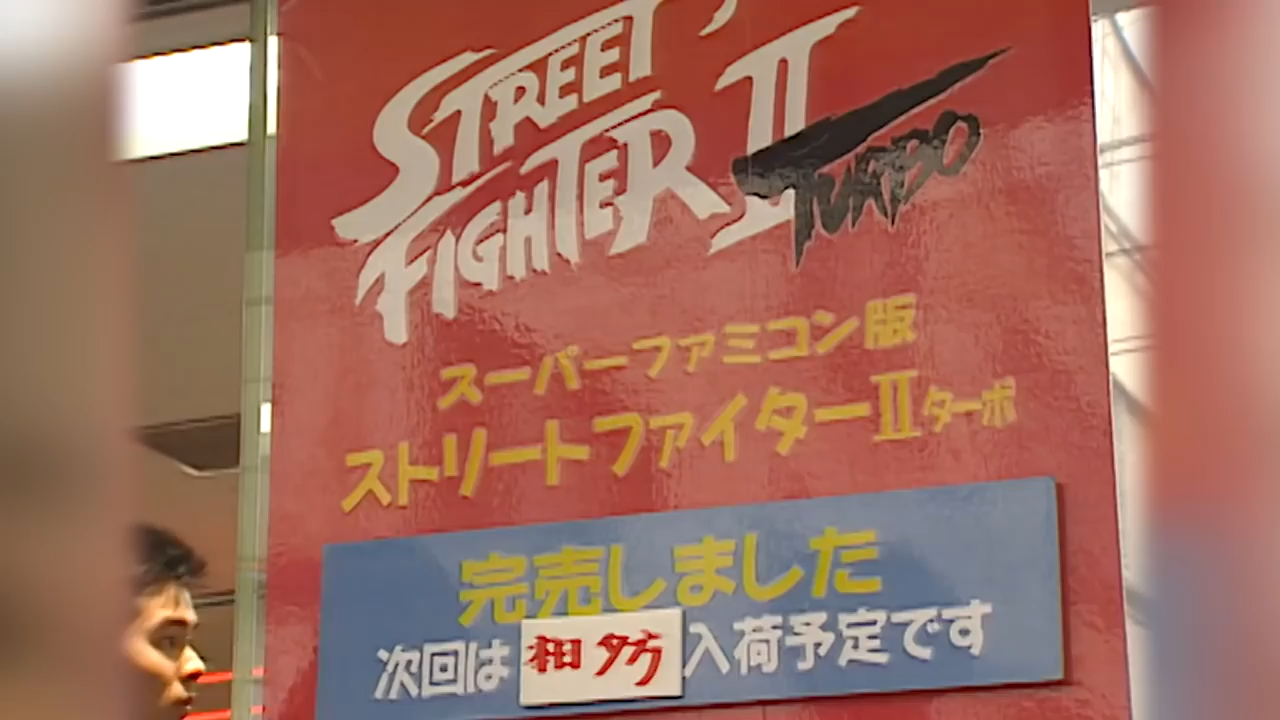 STREET
FIGHTER II
TURBO
スーパーファミコン版
ストリートファイターII ターボ
完売しました
次回は 夕方 入荷予定です